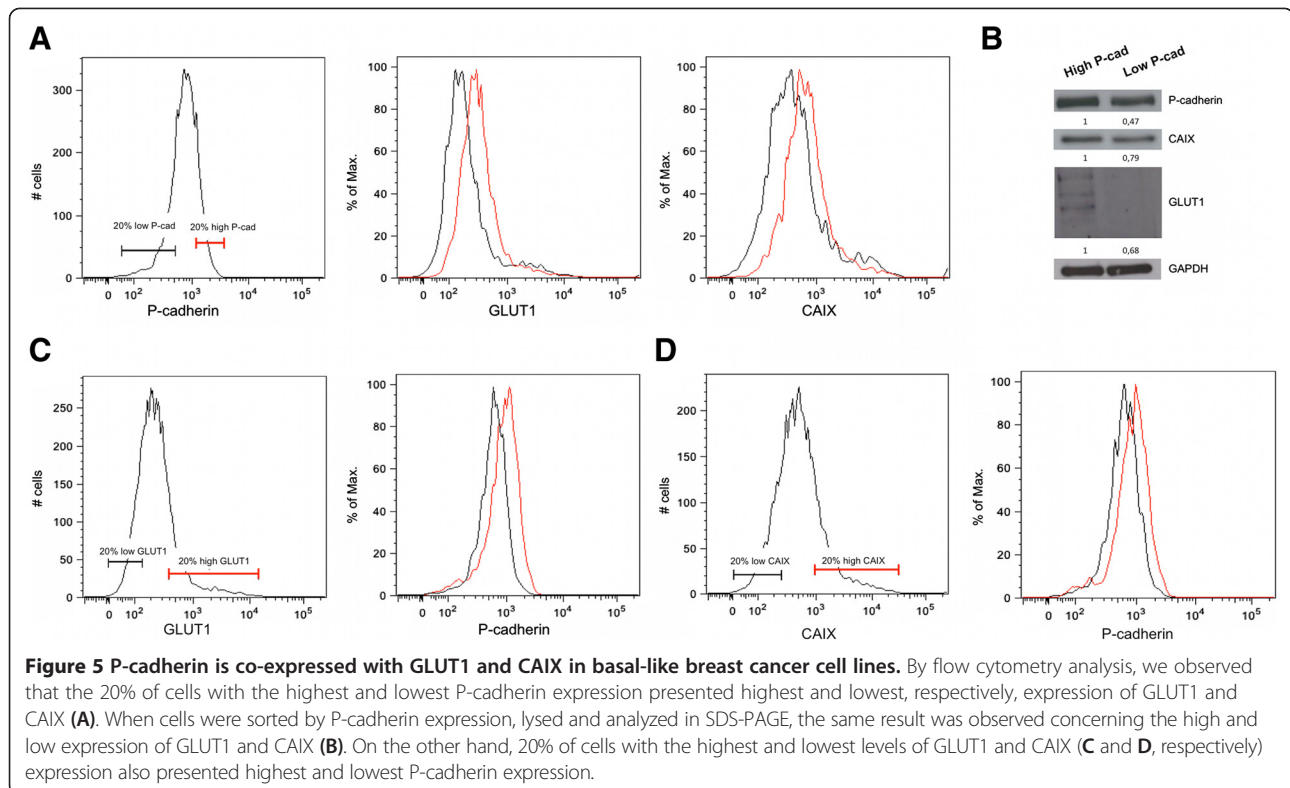 A
300
200
100
0
# cells
20% low P-cad
20% high P-cad
0 10² 10³ 10⁴ 10⁵
P-cadherin
100
80
60
40
20
0
% of Max.
0 10² 10³ 10⁴ 10⁵
GLUT1
100
80
60
40
20
0
% of Max.
0 10² 10³ 10⁴ 10⁵
CAIX
B
High P-cad
Low P-cad
P-cadherin
1 0,47
CAIX
1 0,79
GLUT1
1 0,68
GAPDH
C
250
200
150
100
50
0
# cells
20% low GLUT1
20% high GLUT1
0 10² 10³ 10⁴ 10⁵
GLUT1
100
80
60
40
20
0
% of Max.
0 10² 10³ 10⁴ 10⁵
P-cadherin
D
200
150
100
50
0
# cells
20% low CAIX
20% high CAIX
0 10² 10³ 10⁴ 10⁵
CAIX
100
80
60
40
20
0
% of Max.
0 10² 10³ 10⁴ 10⁵
P-cadherin
Figure 5 P-cadherin is co-expressed with GLUT1 and CAIX in basal-like breast cancer cell lines. By flow cytometry analysis, we observed
that the 20% of cells with the highest and lowest P-cadherin expression presented highest and lowest, respectively, expression of GLUT1 and
CAIX (A). When cells were sorted by P-cadherin expression, lysed and analyzed in SDS-PAGE, the same result was observed concerning the high and
low expression of GLUT1 and CAIX (B). On the other hand, 20% of cells with the highest and lowest levels of GLUT1 and CAIX (C and D, respectively)
expression also presented highest and lowest P-cadherin expression.